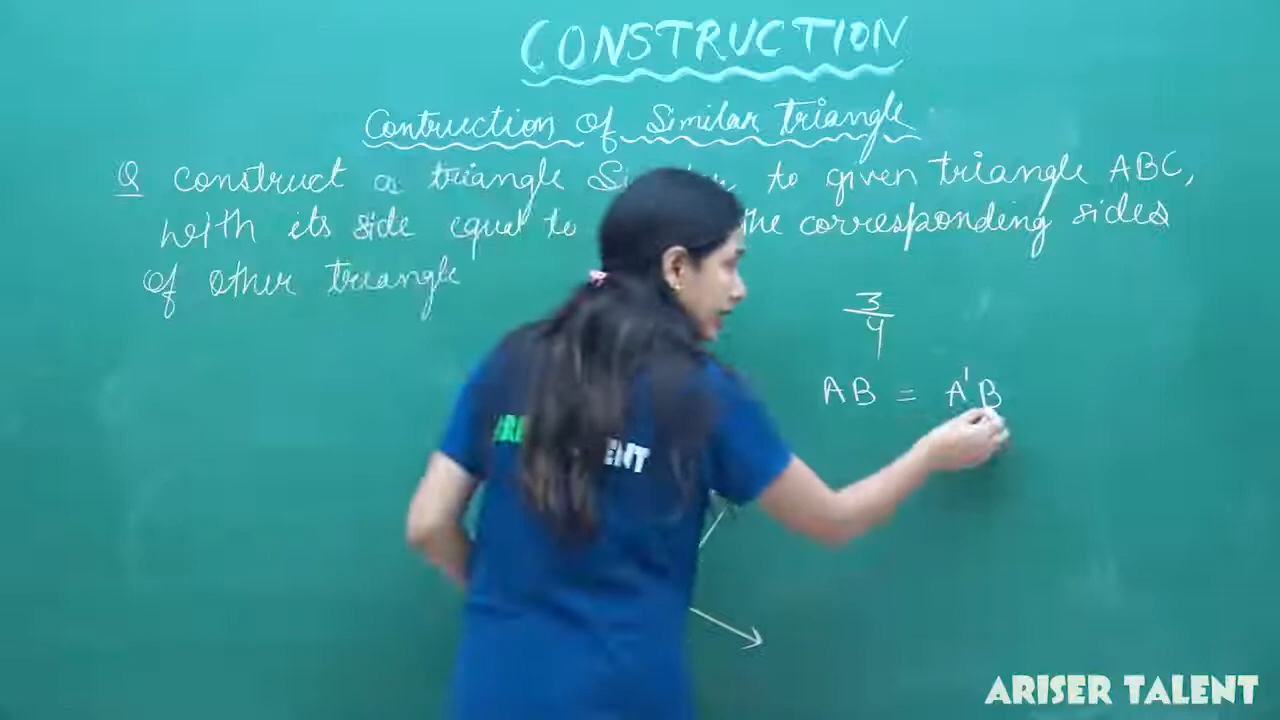 CONSTRUCTION
Contruction of Similar Triangle
Q construct a triangle to given triangle ABC,
with its side equal to the corresponding sides
of other triangle
3
4
AB = A'B
ENT
ARISER TALENT